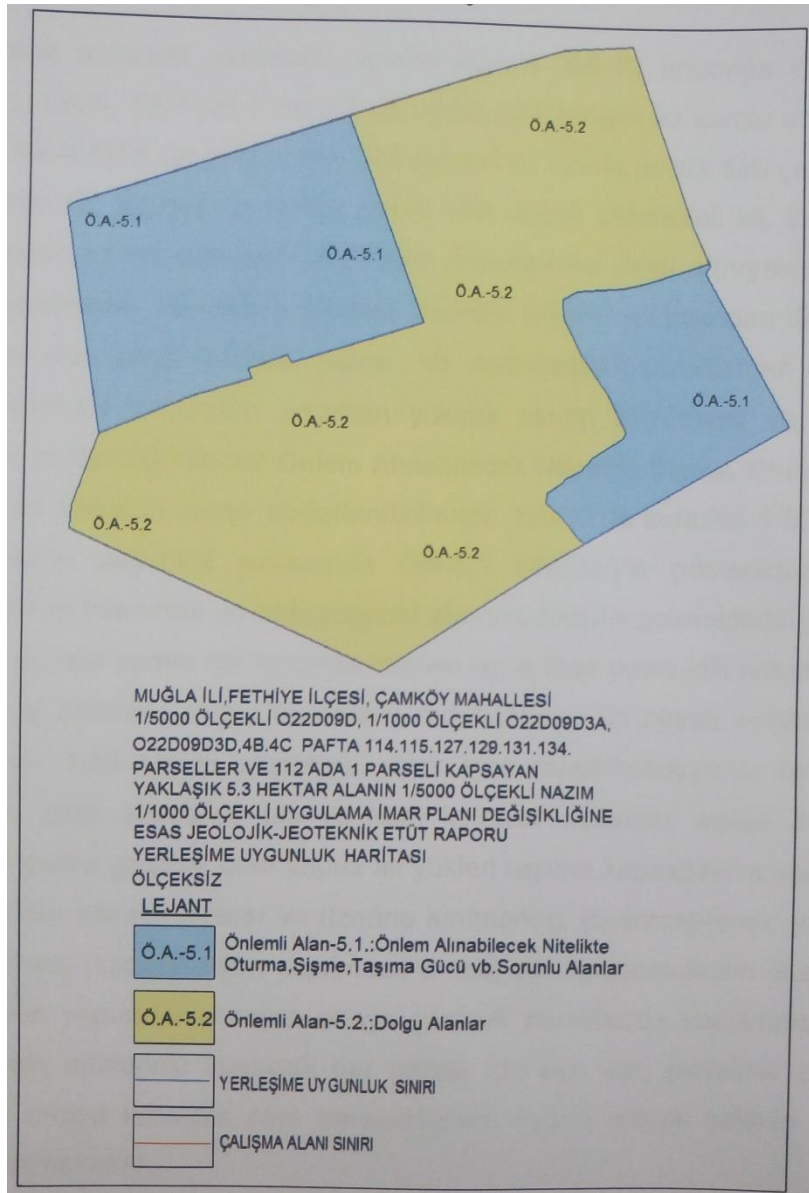 Ö.A.-5.2
Ö.A.-5.1
Ö.A.-5.1
Ö.A.-5.2
Ö.A.-5.1
Ö.A.-5.2
Ö.A.-5.2
Ö.A.-5.2
MUĞLA İLİ,FETHİYE İLÇESİ, ÇAMKÖY MAHALLESİ
1/5000 ÖLÇEKLİ O22D09D, 1/1000 ÖLÇEKLİ O22D09D3A,
O22D09D3D,4B.4C PAFTA 114.115.127.129.131.134.
PARSELLER VE 112 ADA 1 PARSELİ KAPSAYAN
YAKLAŞIK 5.3 HEKTAR ALANIN 1/5000 ÖLÇEKLİ NAZIM
1/1000 ÖLÇEKLİ UYGULAMA İMAR PLANI DEĞİŞİKLİĞİNE
ESAS JEOLOJİK-JEOTEKNİK ETÜT RAPORU
YERLEŞİME UYGUNLUK HARİTASI
ÖLÇEKSİZ
LEJANT
Ö.A.-5.1 Önlemli Alan-5.1.:Önlem Alınabilecek Nitelikte
Oturma,Şişme,Taşıma Gücü vb.Sorunlu Alanlar
Ö.A.-5.2 Önlemli Alan-5.2.:Dolgu Alanlar
YERLEŞİME UYGUNLUK SINIRI
ÇALIŞMA ALANI SINIRI